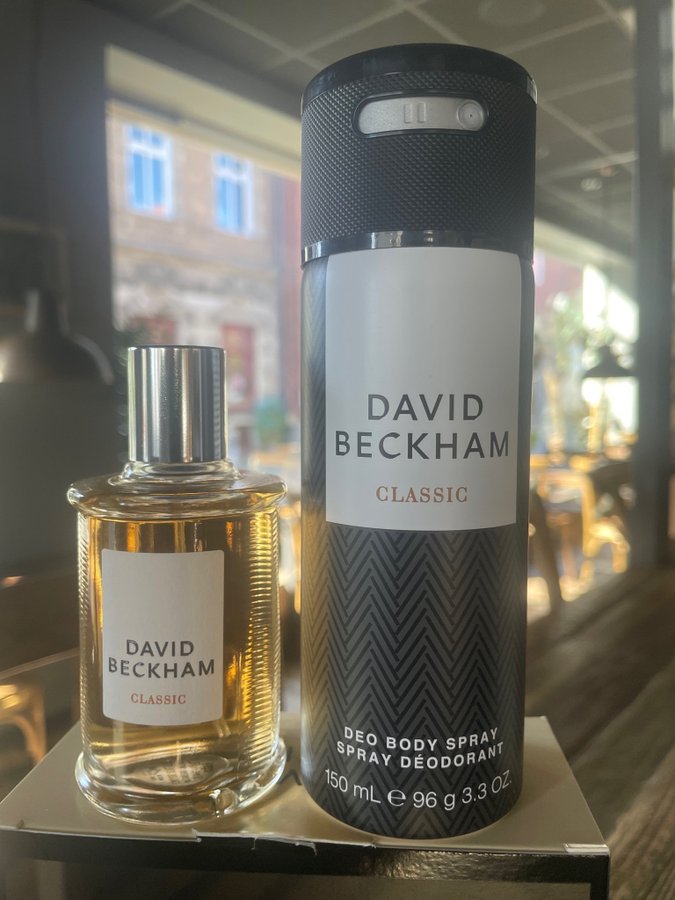 DAVID
BECKHAM
CLASSIC
DAVID
BECKHAM
CLASSIC
DEO BODY SPRAY
SPRAY DÉODORANT
150 mL ℮ 96 g 3.3 OZ.